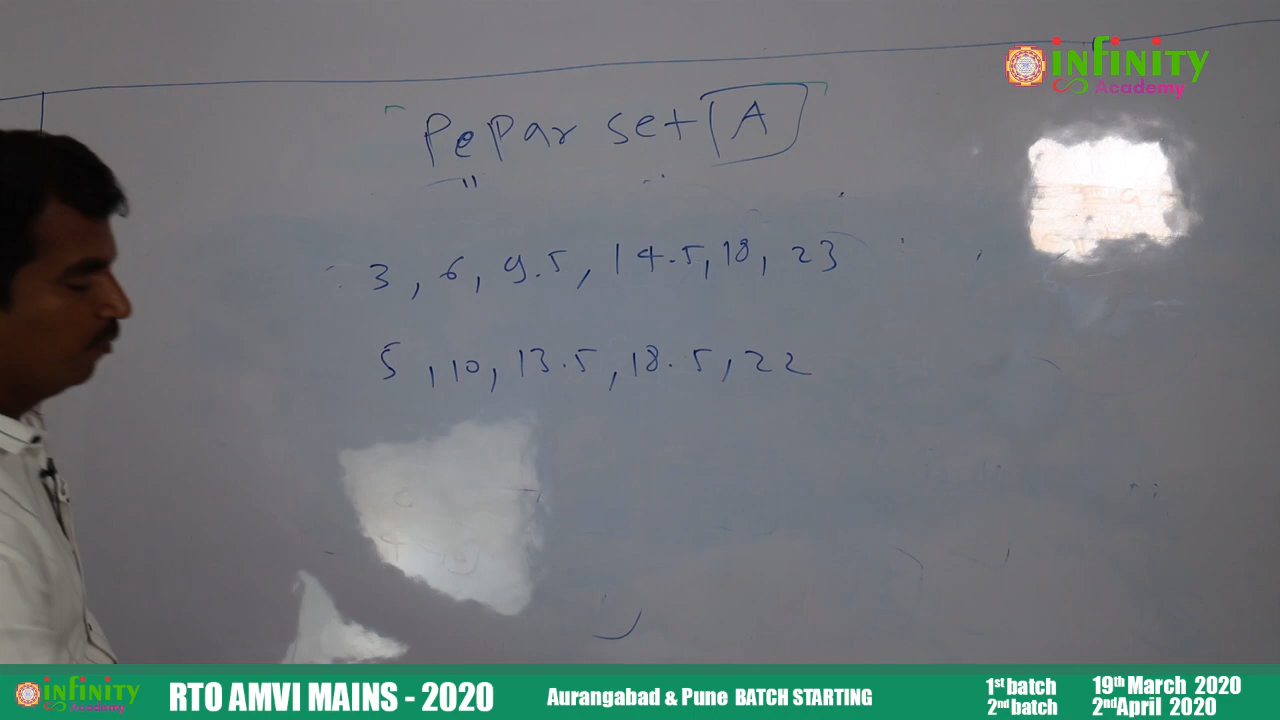 infinity
Academy
Pepar set A
3, 6, 9.5, 14.5, 18, 23
5, 10, 13.5, 18.5, 22
infinity
Academy
RTO AMVI MAINS - 2020
Aurangabad & Pune BATCH STARTING
1st batch 19th March 2020
2nd batch 2nd April 2020